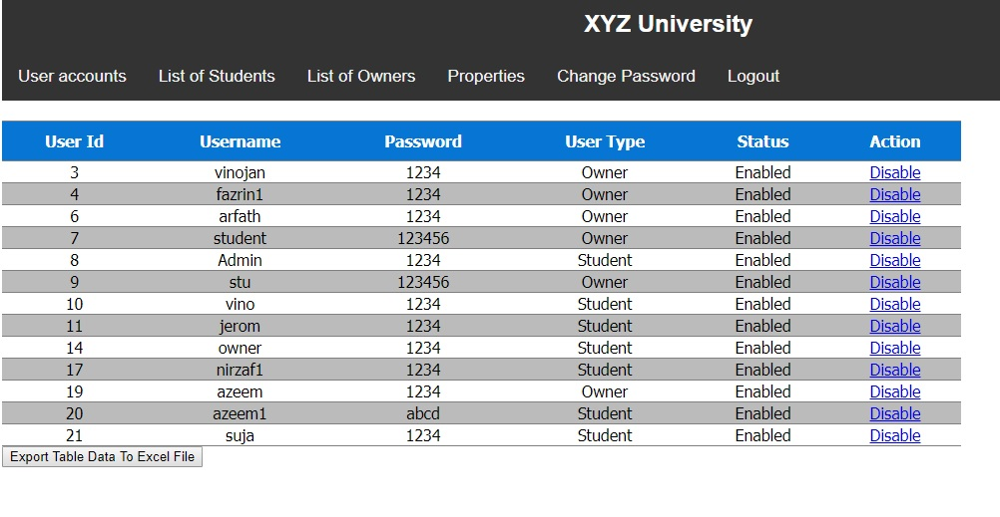 XYZ University
User accounts List of Students List of Owners Properties Change Password Logout
User Id Username Password User Type Status Action
3 vinojan 1234 Owner Enabled Disable
4 fazrin1 1234 Owner Enabled Disable
6 arfath 1234 Owner Enabled Disable
7 student 123456 Owner Enabled Disable
8 Admin 1234 Student Enabled Disable
9 stu 123456 Owner Enabled Disable
10 vino 1234 Student Enabled Disable
11 jerom 1234 Student Enabled Disable
14 owner 1234 Student Enabled Disable
17 nirzaf1 1234 Student Enabled Disable
19 azeem 1234 Owner Enabled Disable
20 azeem1 abcd Student Enabled Disable
21 suja 1234 Student Enabled Disable
Export Table Data To Excel File